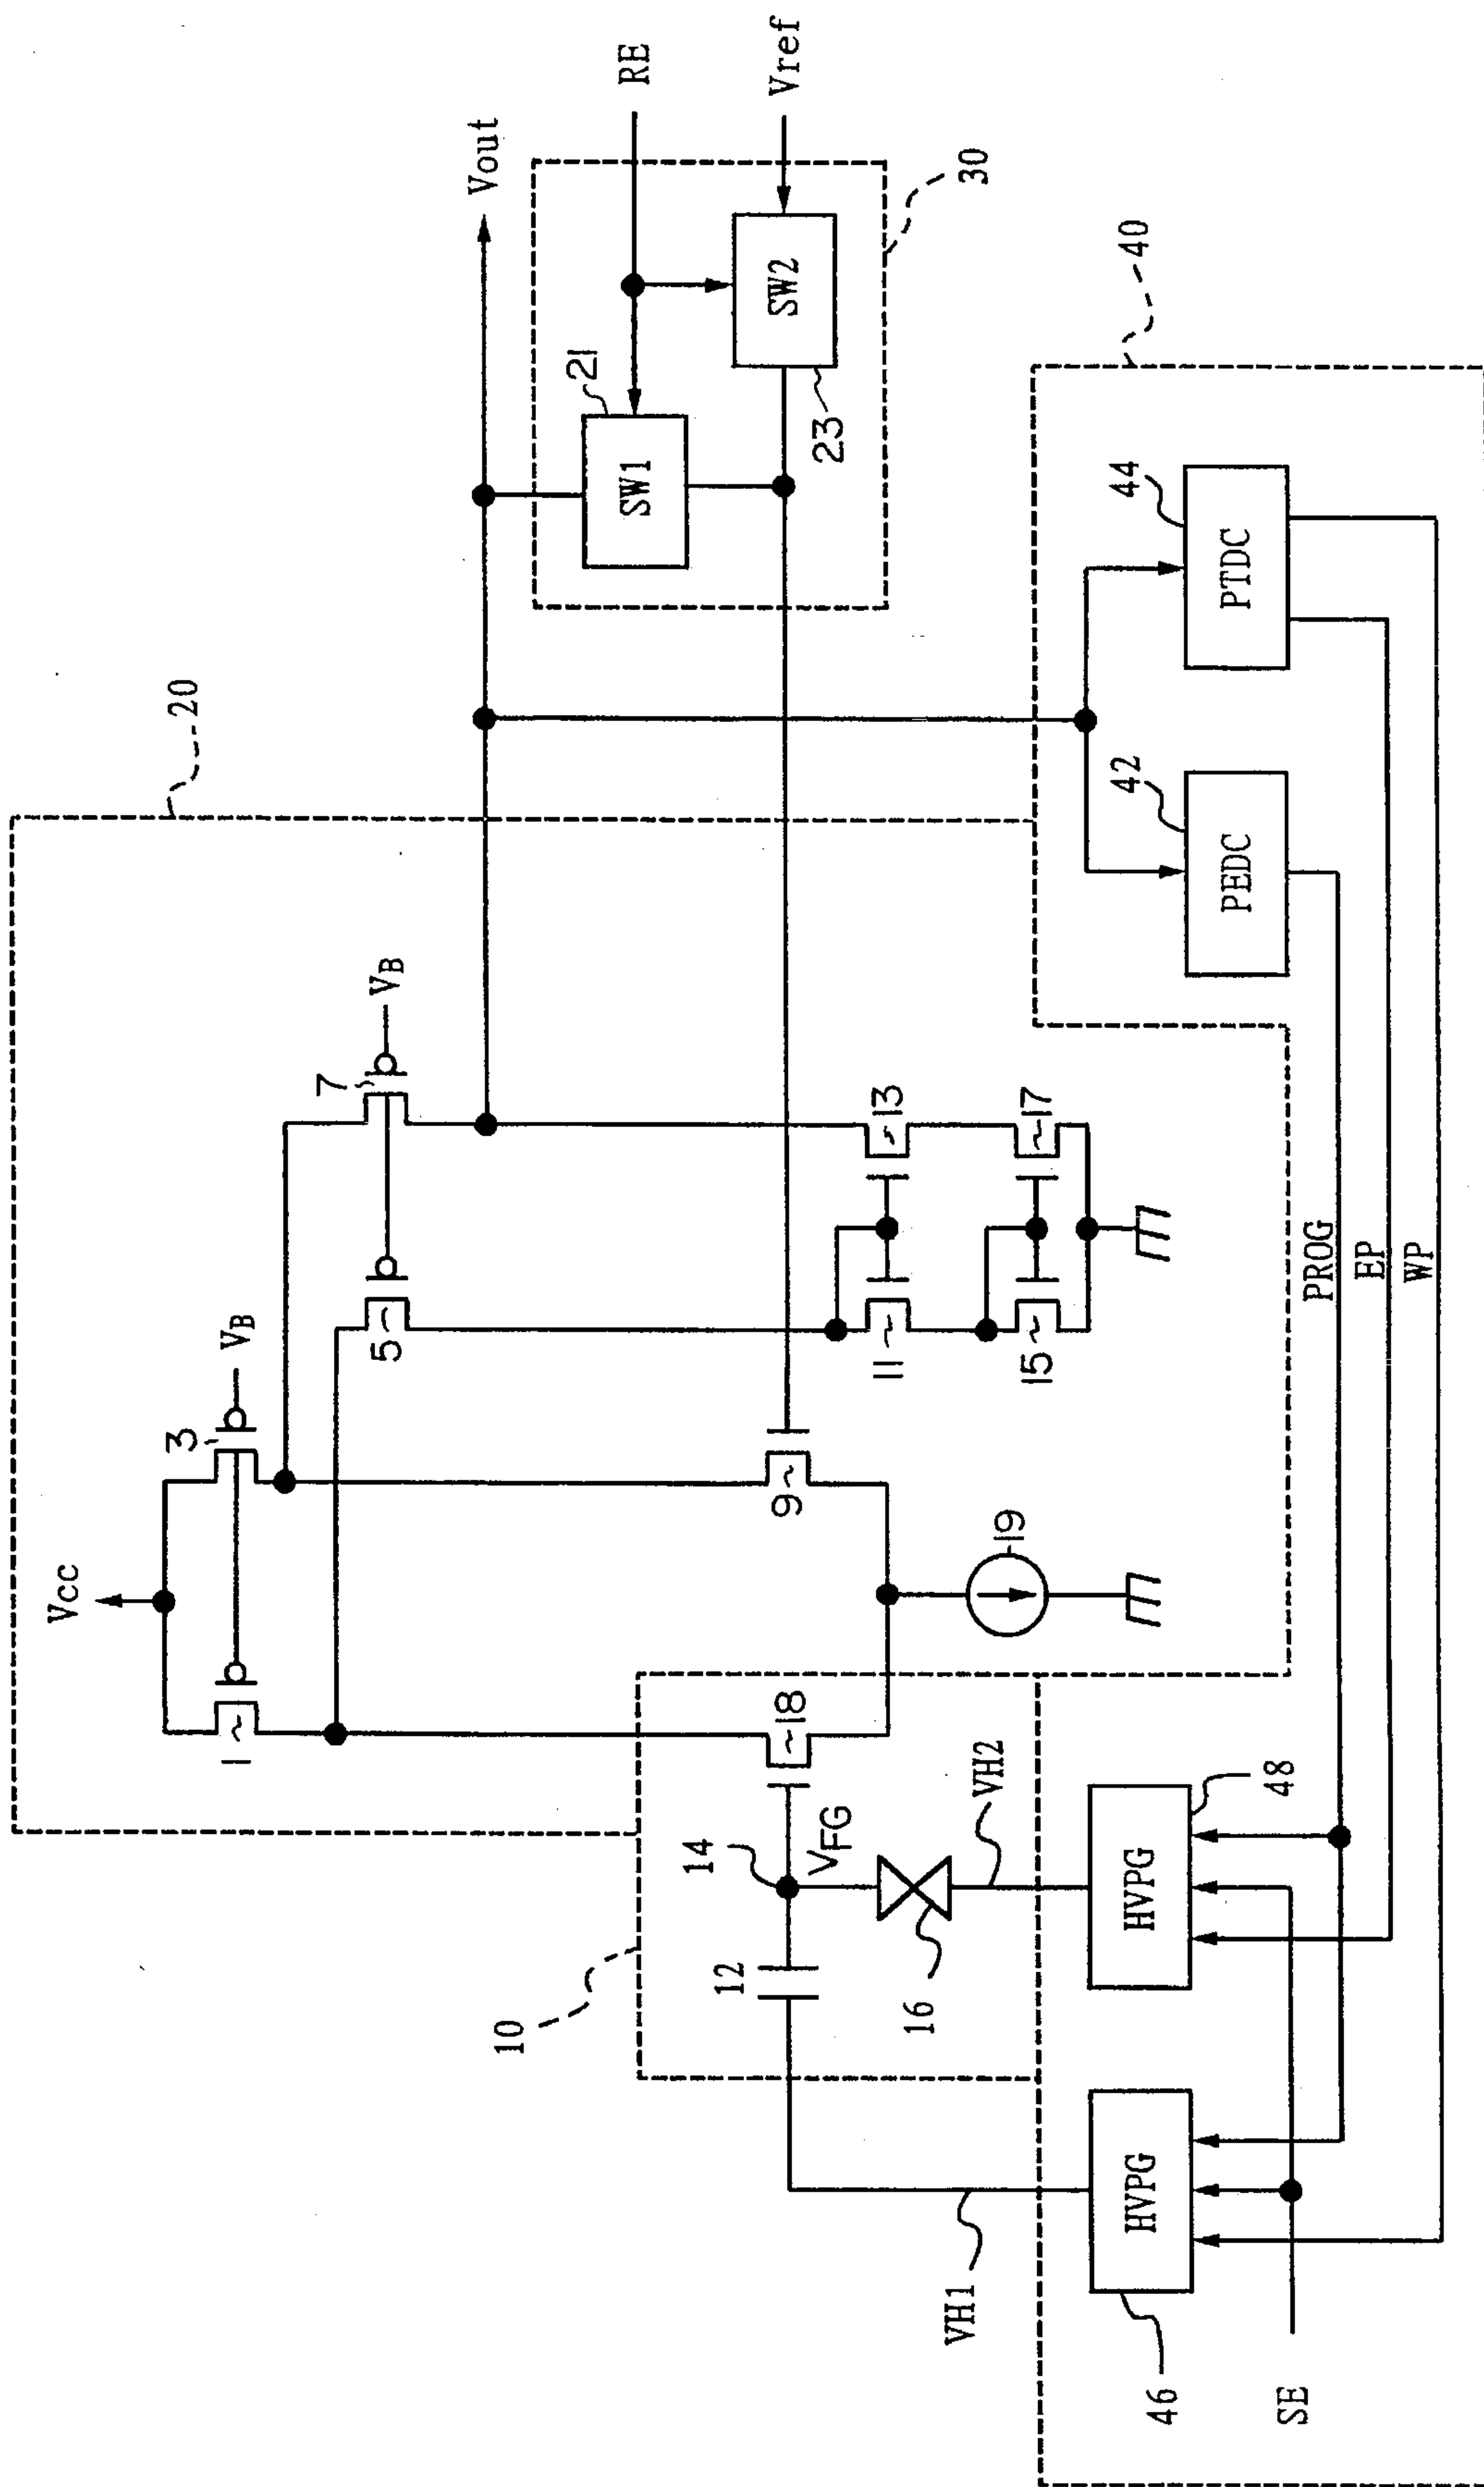 Vcc
20
1
3
VB
5
7
VB
Vout
RE
Vref
21
SW1
SW2
23
30
10
12
14
VFG
18
16
VH2
9
19
11
13
15
17
40
42
PEDC
44
PTDC
VH1
HVPG
46
HVPG
48
SE
PROG
EP
WP